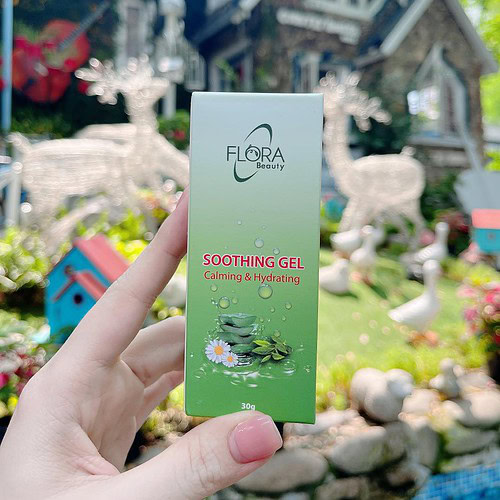 FLORA
Beauty
SOOTHING GEL
Calming & Hydrating
30g